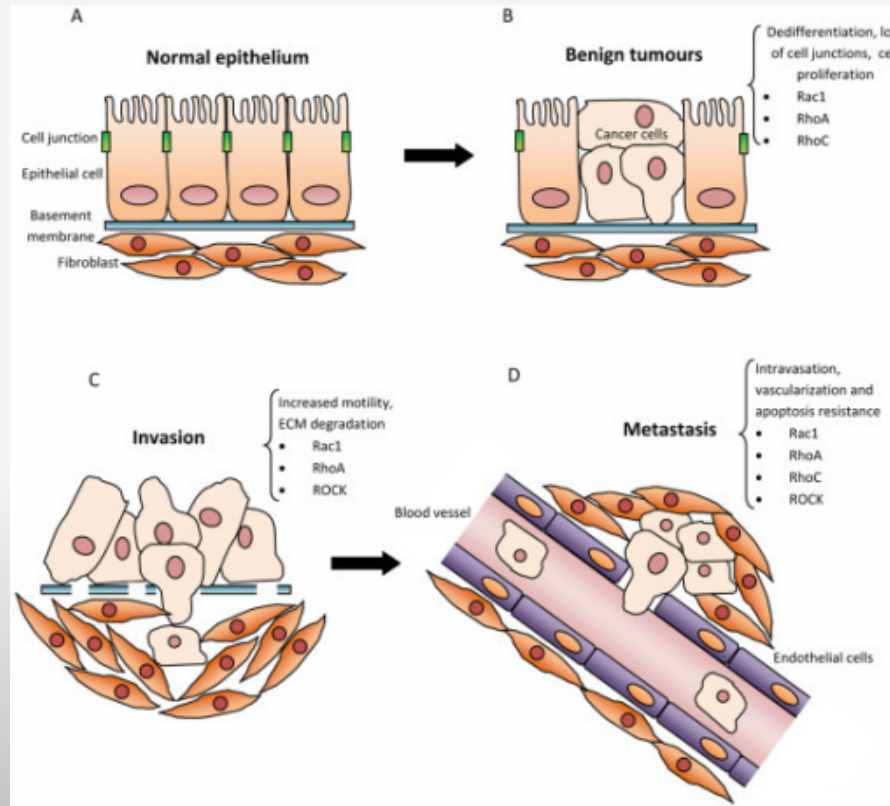 A
Normal epithelium
Cell junction
Epithelial cell
Basement
membrane
Fibroblast
B
Benign tumours
Cancer cells
Dedifferentiation,
of cell junctions,
proliferation
• Rac1
• RhoA
• RhoC
C
Invasion
Increased motility,
ECM degradation
• Rac1
• RhoA
• ROCK
D
Metastasis
Intravasation,
vascularization and
apoptosis resistance
• Rac1
• RhoA
• RhoC
• ROCK
Blood vessel
Endothelial cells